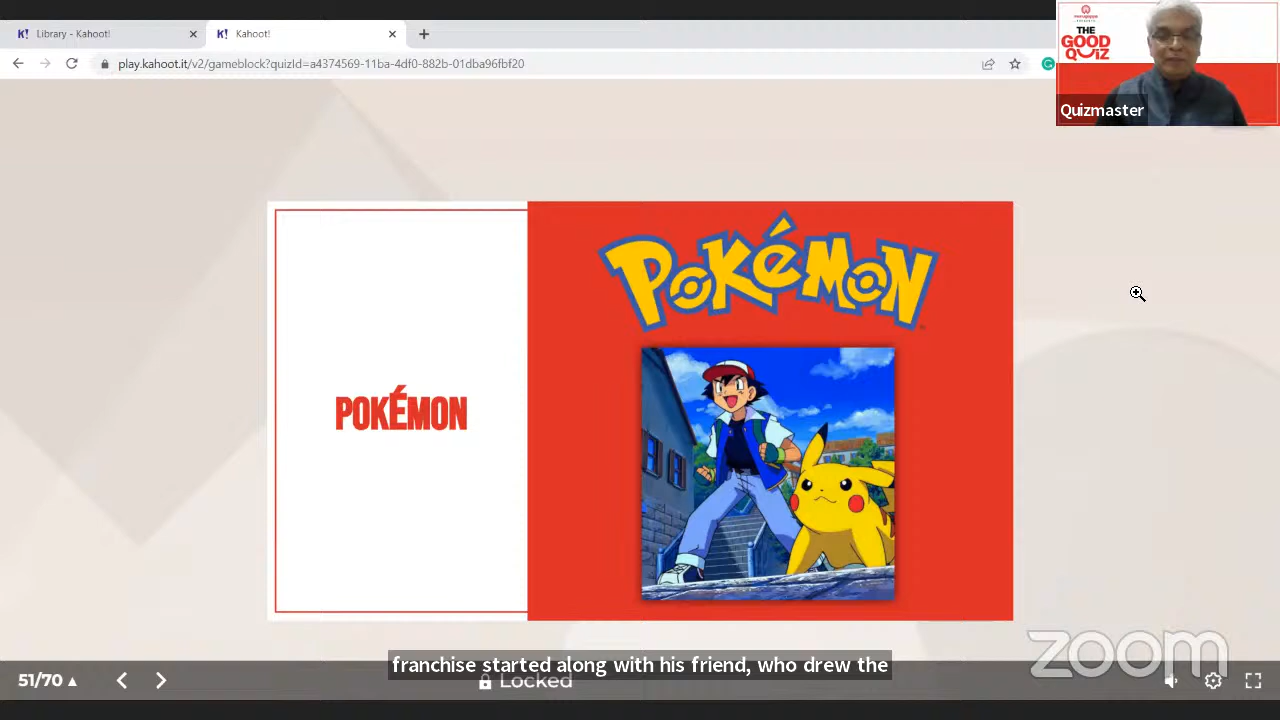 Library - Kahoot!
Kahoot!
play.kahoot.it/v2/gameblock?quizId=a4374569-11ba-4df0-882b-01dba96fbf20
THE
GOOD
QUIZ
Quizmaster
POKéMON
POKÉMON
franchise started along with his friend, who drew the
51/70
Locked
zoom